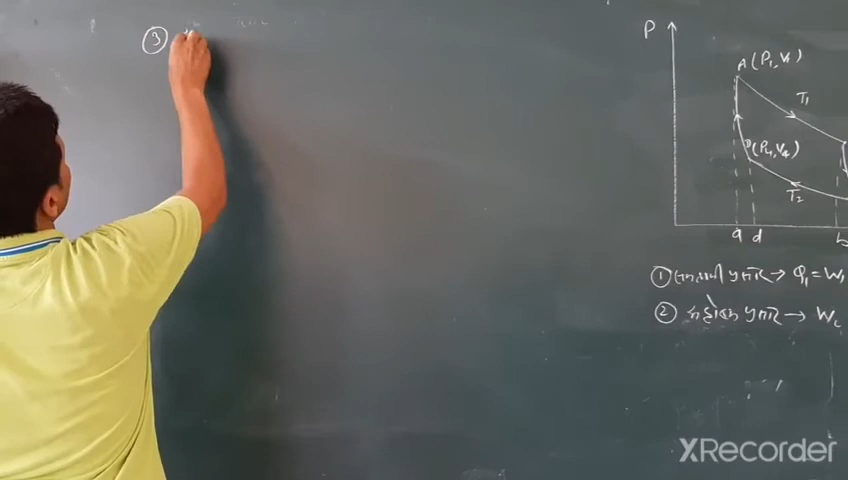 ③
P
A (P₁, V₁)
T₁
D(P₄, V₄)
T₂
a d b
① સમતાપી પ્રસરણ → Q₁ = W₁
② સમોષ્મી પ્રસરણ → W₂
XRecorder